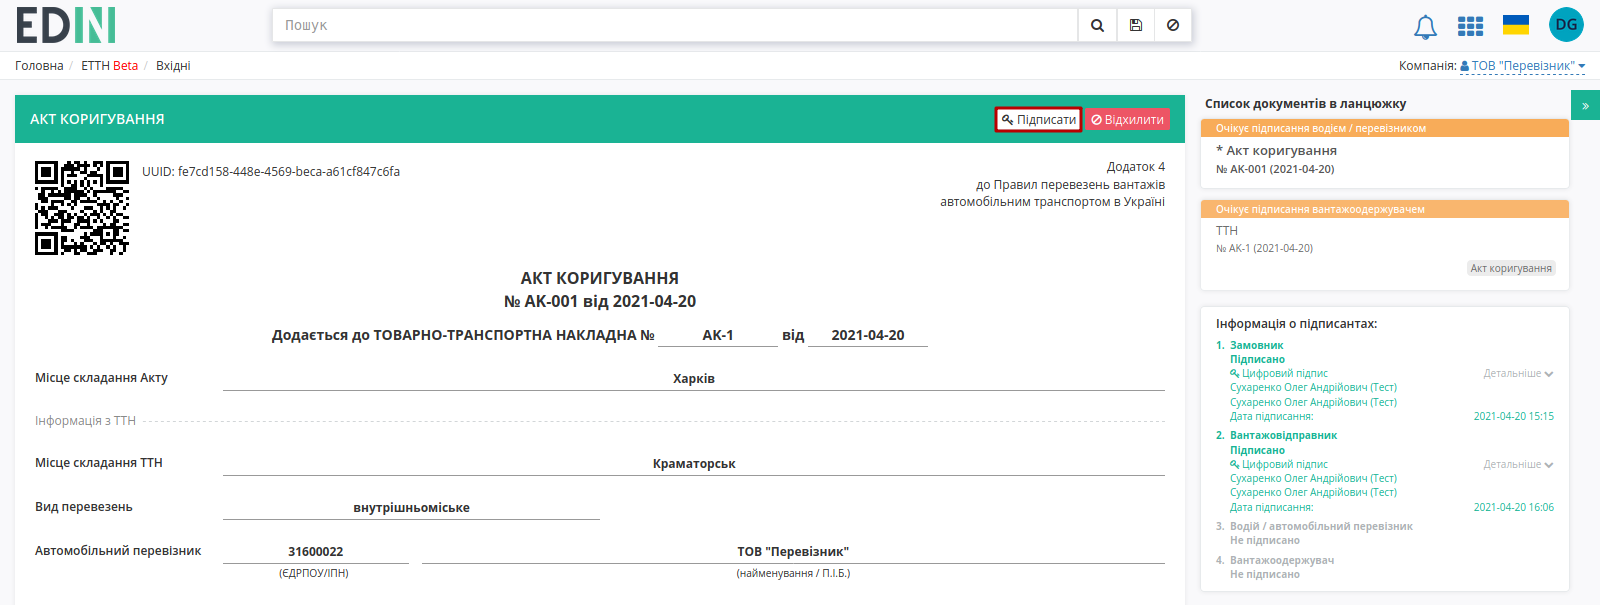 EDIN
Пошук
DG
Головна / ЕТТН Beta / Вхідні
Компанія: ТОВ "Перевізник"
АКТ КОРИГУВАННЯ
Підписати
Відхилити
UUID: fe7cd158-448e-4569-beca-a61cf847c6fa
Додаток 4
до Правил перевезень вантажів
автомобільним транспортом в Україні
АКТ КОРИГУВАННЯ
№ АК-001 від 2021-04-20
Додається до ТОВАРНО-ТРАНСПОРТНА НАКЛАДНА № АК-1 від 2021-04-20
Місце складання Акту Харків
Інформація з ТТН
Місце складання ТТН Краматорськ
Вид перевезень внутрішньоміське
Автомобільний перевізник 31600022 ТОВ "Перевізник"
(ЄДРПОУ/ІПН) (найменування / П.І.Б.)
Список документів в ланцюжку
»
Очікує підписання водієм / перевізником
* Акт коригування
№ АК-001 (2021-04-20)
Очікує підписання вантажоодержувачем
ТТН
№ АК-1 (2021-04-20)
Акт коригування
Інформація о підписантах:
1. Замовник
Підписано
Цифровий підпис Детальніше
Сухаренко Олег Андрійович (Тест)
Сухаренко Олег Андрійович (Тест)
Дата підписання: 2021-04-20 15:15
2. Вантажовідправник
Підписано
Цифровий підпис Детальніше
Сухаренко Олег Андрійович (Тест)
Сухаренко Олег Андрійович (Тест)
Дата підписання: 2021-04-20 16:06
3. Водій / автомобільний перевізник
Не підписано
4. Вантажоодержувач
Не підписано